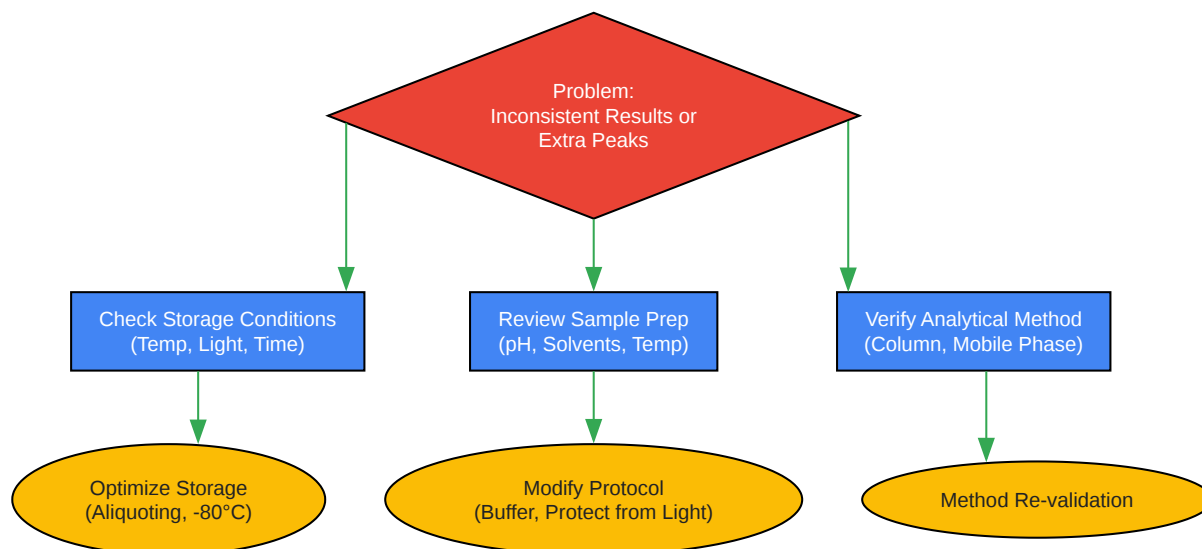 Problem:
Inconsistent Results or
Extra Peaks
Check Storage Conditions
(Temp, Light, Time)
Review Sample Prep
(pH, Solvents, Temp)
Verify Analytical Method
(Column, Mobile Phase)
Optimize Storage
(Aliquoting, -80°C)
Modify Protocol
(Buffer, Protect from Light)
Method Re-validation